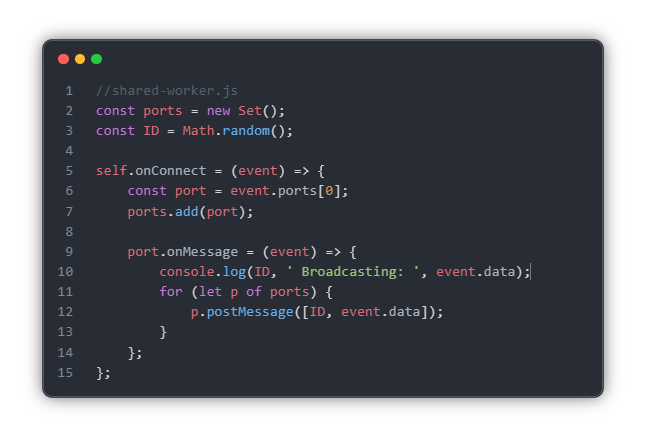 1 //shared-worker.js
2 const ports = new Set();
3 const ID = Math.random();
4
5 self.onConnect = (event) => {
6     const port = event.ports[0];
7     ports.add(port);
8
9     port.onMessage = (event) => {
10         console.log(ID, ' Broadcasting: ', event.data);
11         for (let p of ports) {
12             p.postMessage([ID, event.data]);
13         }
14     };
15 };